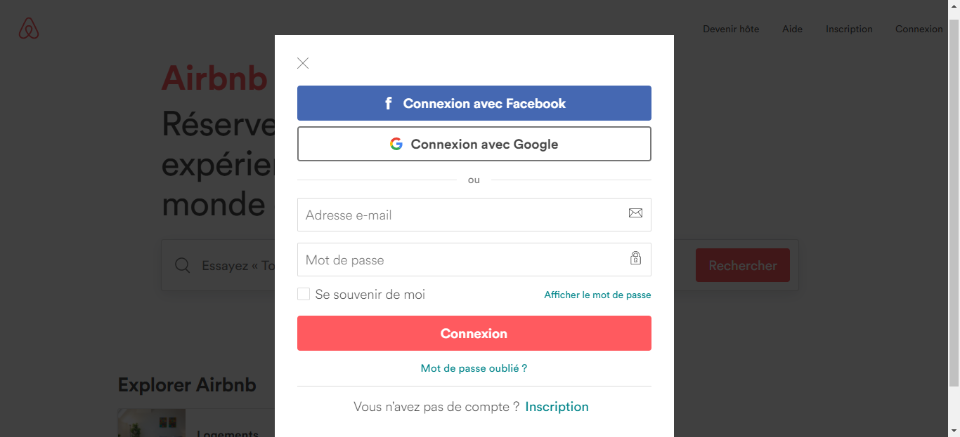 Devenir hôte Aide Inscription Connexion
Airbnb
Réserve
expérien
monde
Essayez « To
Rechercher
Connexion avec Facebook
Connexion avec Google
ou
Adresse e-mail
Mot de passe
Se souvenir de moi
Afficher le mot de passe
Connexion
Mot de passe oublié ?
Vous n'avez pas de compte ? Inscription
Explorer Airbnb
Logements